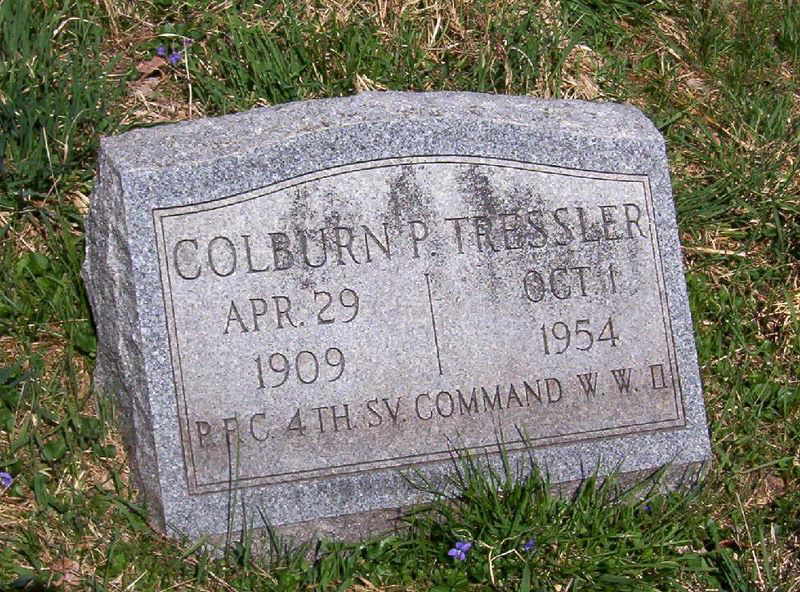 COLBURN P. TRESSLER
APR. 29 OCT. 1
1909 1954
P.F.C. 4TH. SV. COMMAND W. W. II